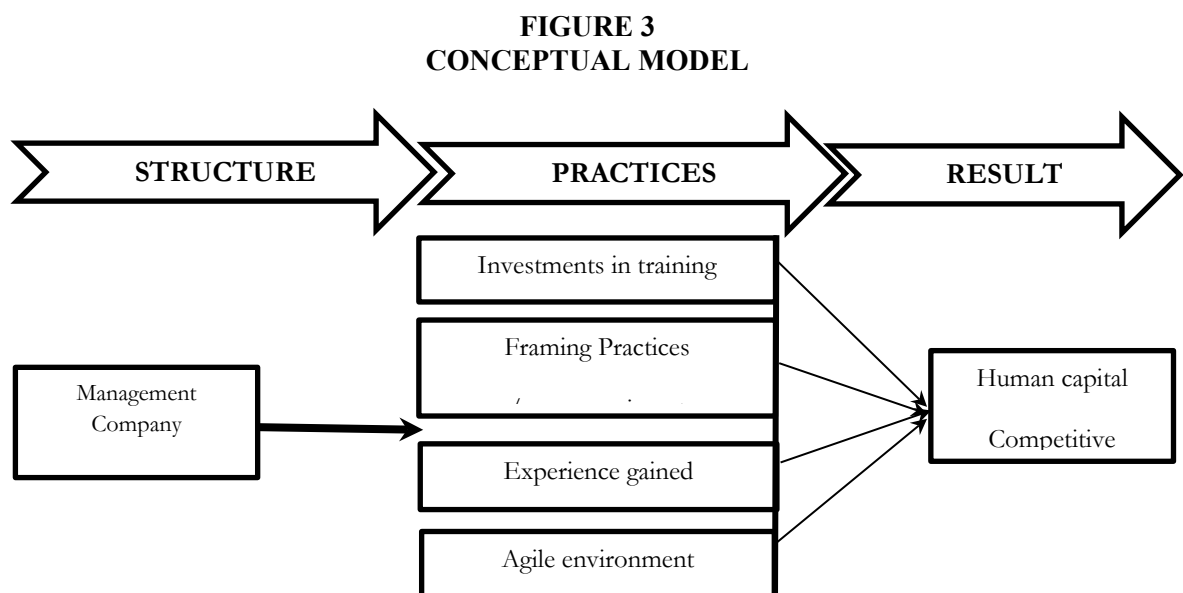 FIGURE 3
CONCEPTUAL MODEL
STRUCTURE
PRACTICES
RESULT
Investments in training
Framing Practices
Management
Company
Human capital
Competitive
Experience gained
Agile environment